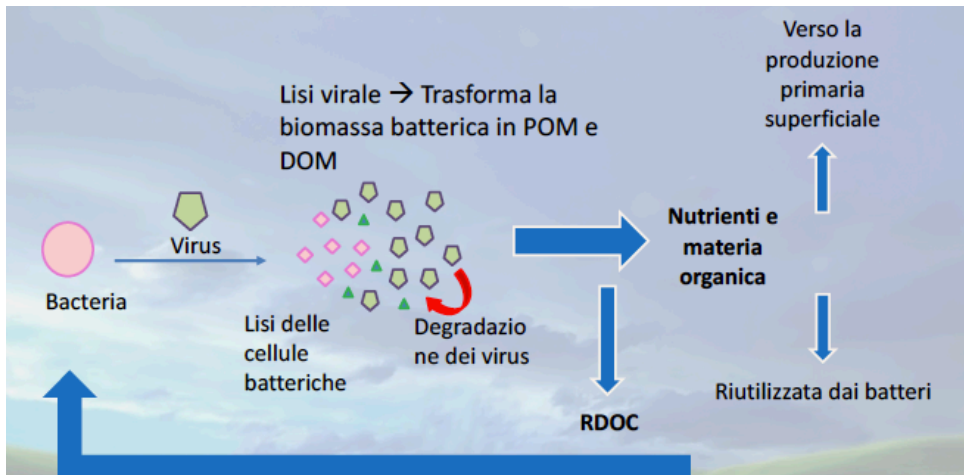 Verso la
produzione
primaria
superficiale
Lisi virale → Trasforma la
biomassa batterica in POM e
DOM
Virus
Bacteria
Nutrienti e
materia
organica
Lisi delle
cellule
batteriche
Degradazio
ne dei virus
Riutilizzata dai batteri
RDOC